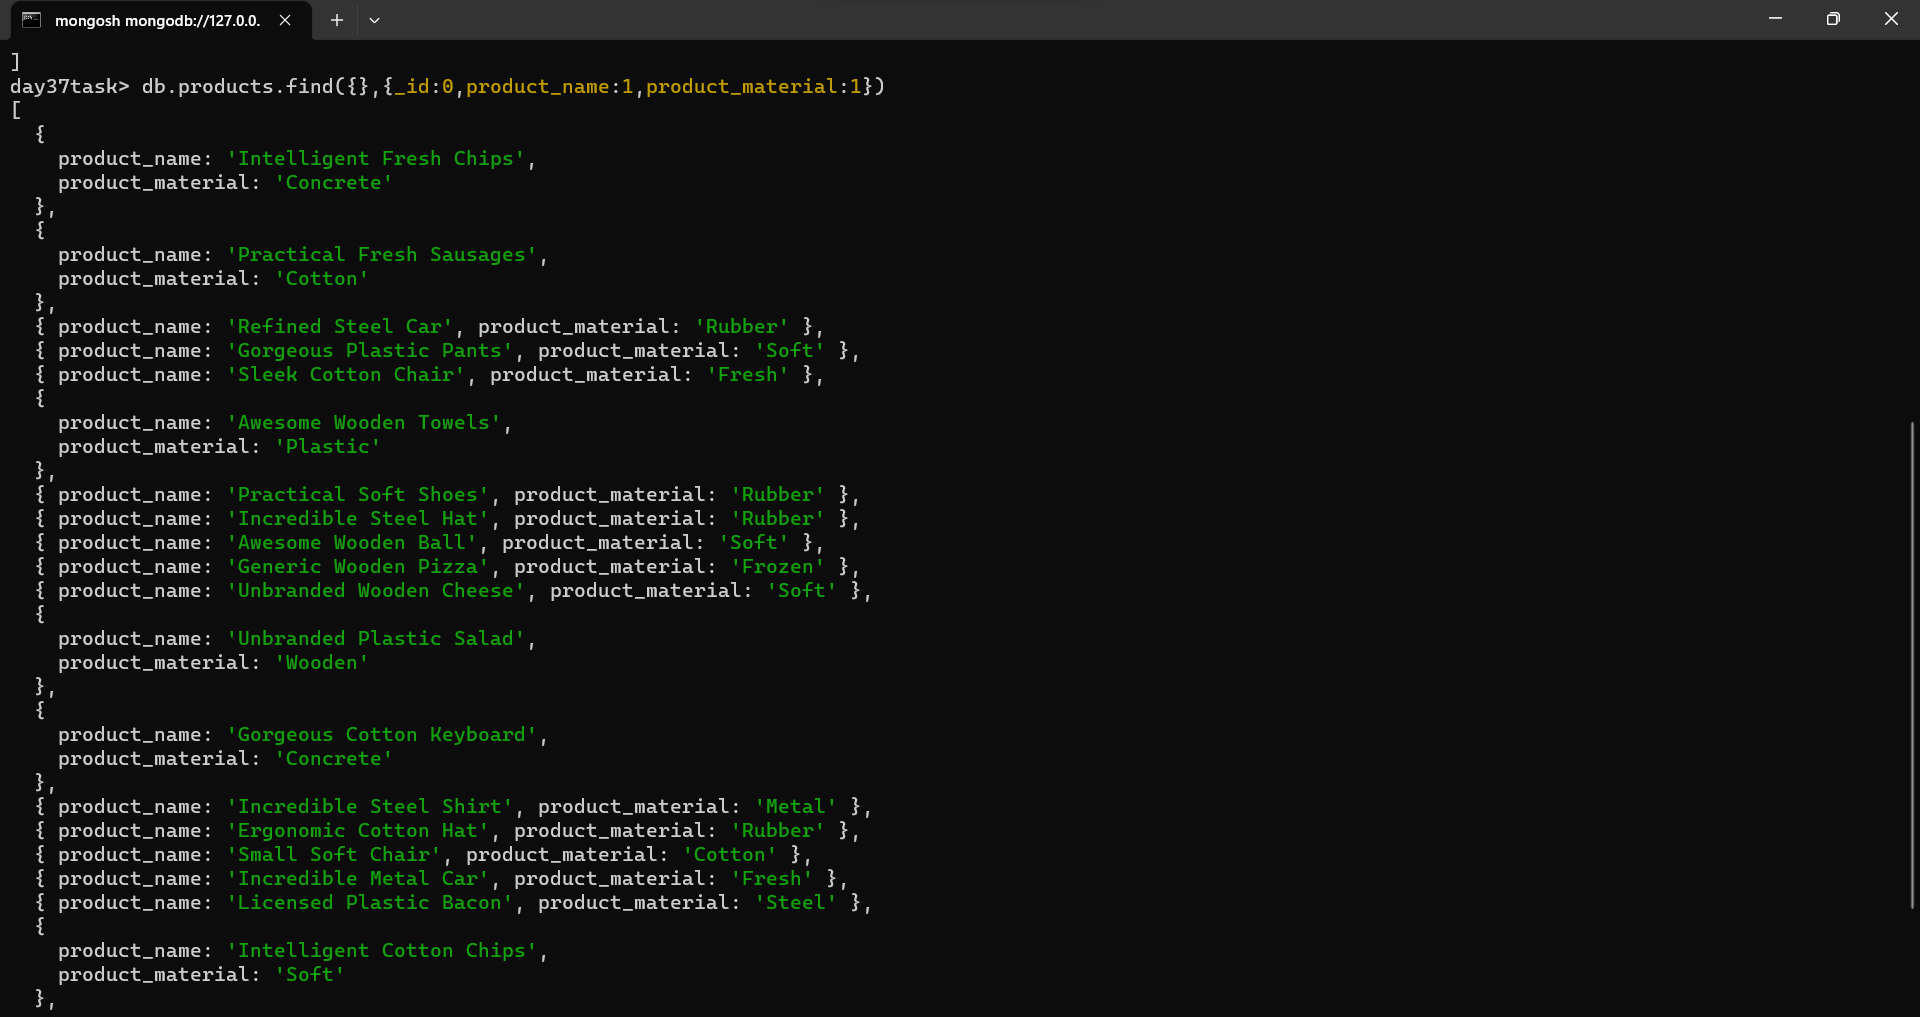 mongosh mongodb://127.0.0.
]
day37task> db.products.find({},{_id:0,product_name:1,product_material:1})
[
  {
    product_name: 'Intelligent Fresh Chips',
    product_material: 'Concrete'
  },
  {
    product_name: 'Practical Fresh Sausages',
    product_material: 'Cotton'
  },
  { product_name: 'Refined Steel Car', product_material: 'Rubber' },
  { product_name: 'Gorgeous Plastic Pants', product_material: 'Soft' },
  { product_name: 'Sleek Cotton Chair', product_material: 'Fresh' },
  {
    product_name: 'Awesome Wooden Towels',
    product_material: 'Plastic'
  },
  { product_name: 'Practical Soft Shoes', product_material: 'Rubber' },
  { product_name: 'Incredible Steel Hat', product_material: 'Rubber' },
  { product_name: 'Awesome Wooden Ball', product_material: 'Soft' },
  { product_name: 'Generic Wooden Pizza', product_material: 'Frozen' },
  { product_name: 'Unbranded Wooden Cheese', product_material: 'Soft' },
  {
    product_name: 'Unbranded Plastic Salad',
    product_material: 'Wooden'
  },
  {
    product_name: 'Gorgeous Cotton Keyboard',
    product_material: 'Concrete'
  },
  { product_name: 'Incredible Steel Shirt', product_material: 'Metal' },
  { product_name: 'Ergonomic Cotton Hat', product_material: 'Rubber' },
  { product_name: 'Small Soft Chair', product_material: 'Cotton' },
  { product_name: 'Incredible Metal Car', product_material: 'Fresh' },
  { product_name: 'Licensed Plastic Bacon', product_material: 'Steel' },
  {
    product_name: 'Intelligent Cotton Chips',
    product_material: 'Soft'
  },